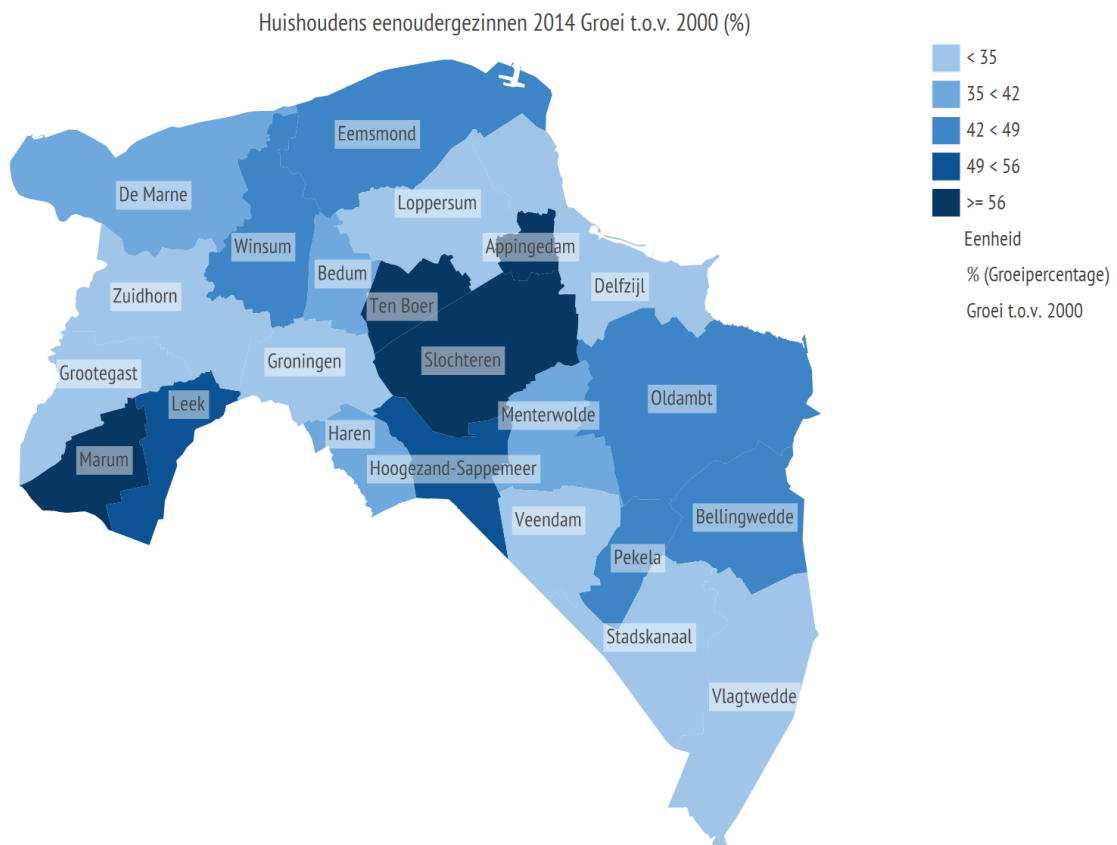 Huishoudens eenoudergezinnen 2014 Groei t.o.v. 2000 (%)
< 35
35 < 42
42 < 49
49 < 56
>= 56
Eenheid
% (Groeipercentage)
Groei t.o.v. 2000
Eemsmond
De Marne
Loppersum
Winsum
Appingedam
Bedum
Delfzijl
Zuidhorn
Ten Boer
Groningen
Slochteren
Grootegast
Oldambt
Leek
Menterwolde
Haren
Marum
Hoogezand-Sappemeer
Veendam
Bellingwedde
Pekela
Stadskanaal
Vlagtwedde